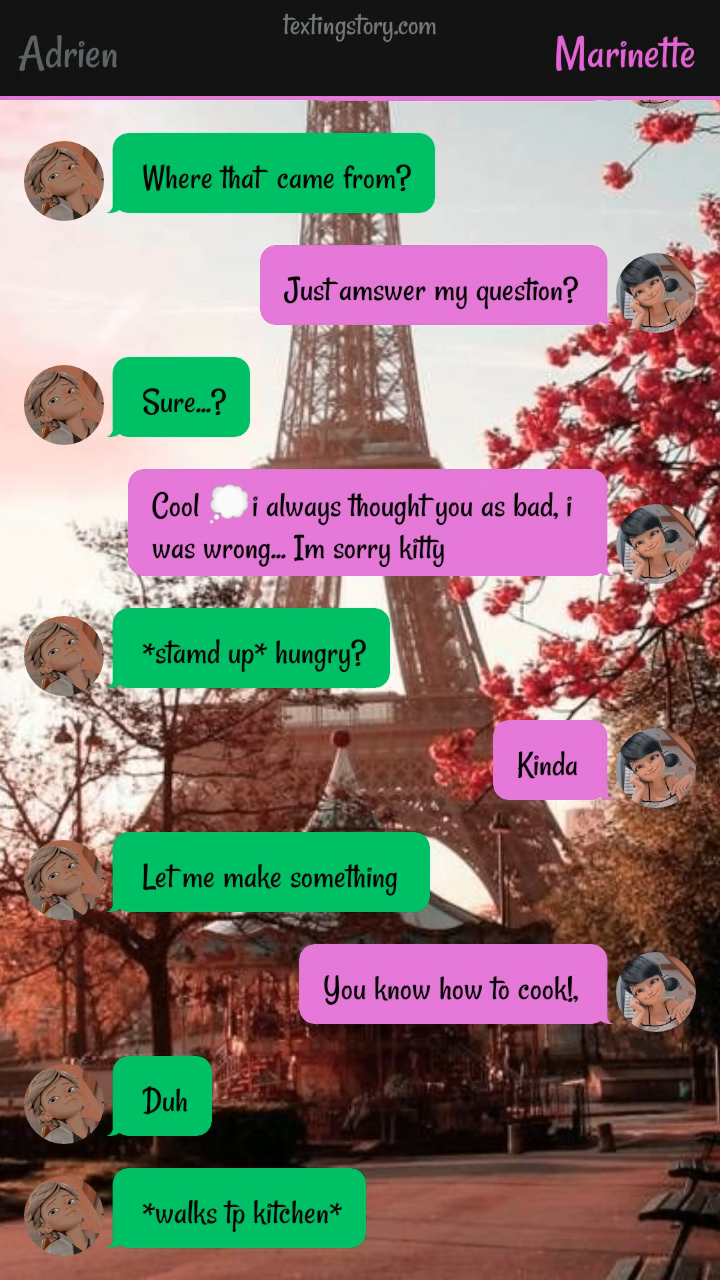 textingstory.com
Adrien
Marinette
Where that came from?
Just amswer my question?
Sure...?
Cool 💭 i always thought you as bad, i
was wrong... Im sorry kitty
*stamd up* hungry?
Kinda
Let me make something
You know how to cook!,
Duh
*walks tp kitchen*